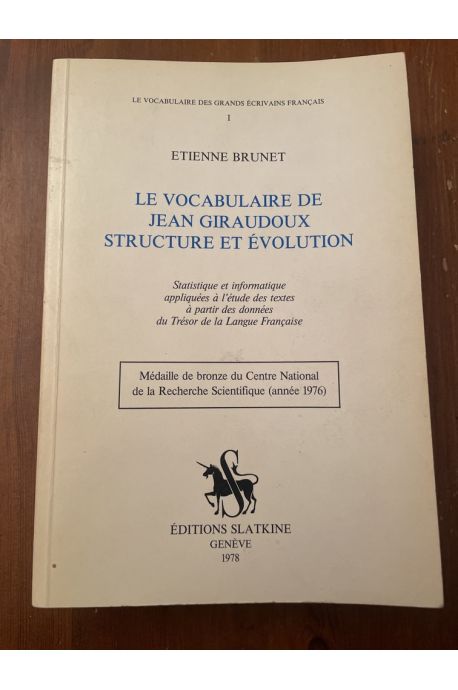 LE VOCABULAIRE DES GRANDS ÉCRIVAINS FRANÇAIS
I
ETIENNE BRUNET
LE VOCABULAIRE DE
JEAN GIRAUDOUX
STRUCTURE ET ÉVOLUTION
Statistique et informatique
appliquées à l'étude des textes
à partir des données
du Trésor de la Langue Française
Médaille de bronze du Centre National
de la Recherche Scientifique (année 1976)
S
ÉDITIONS SLATKINE
GENÈVE
1978